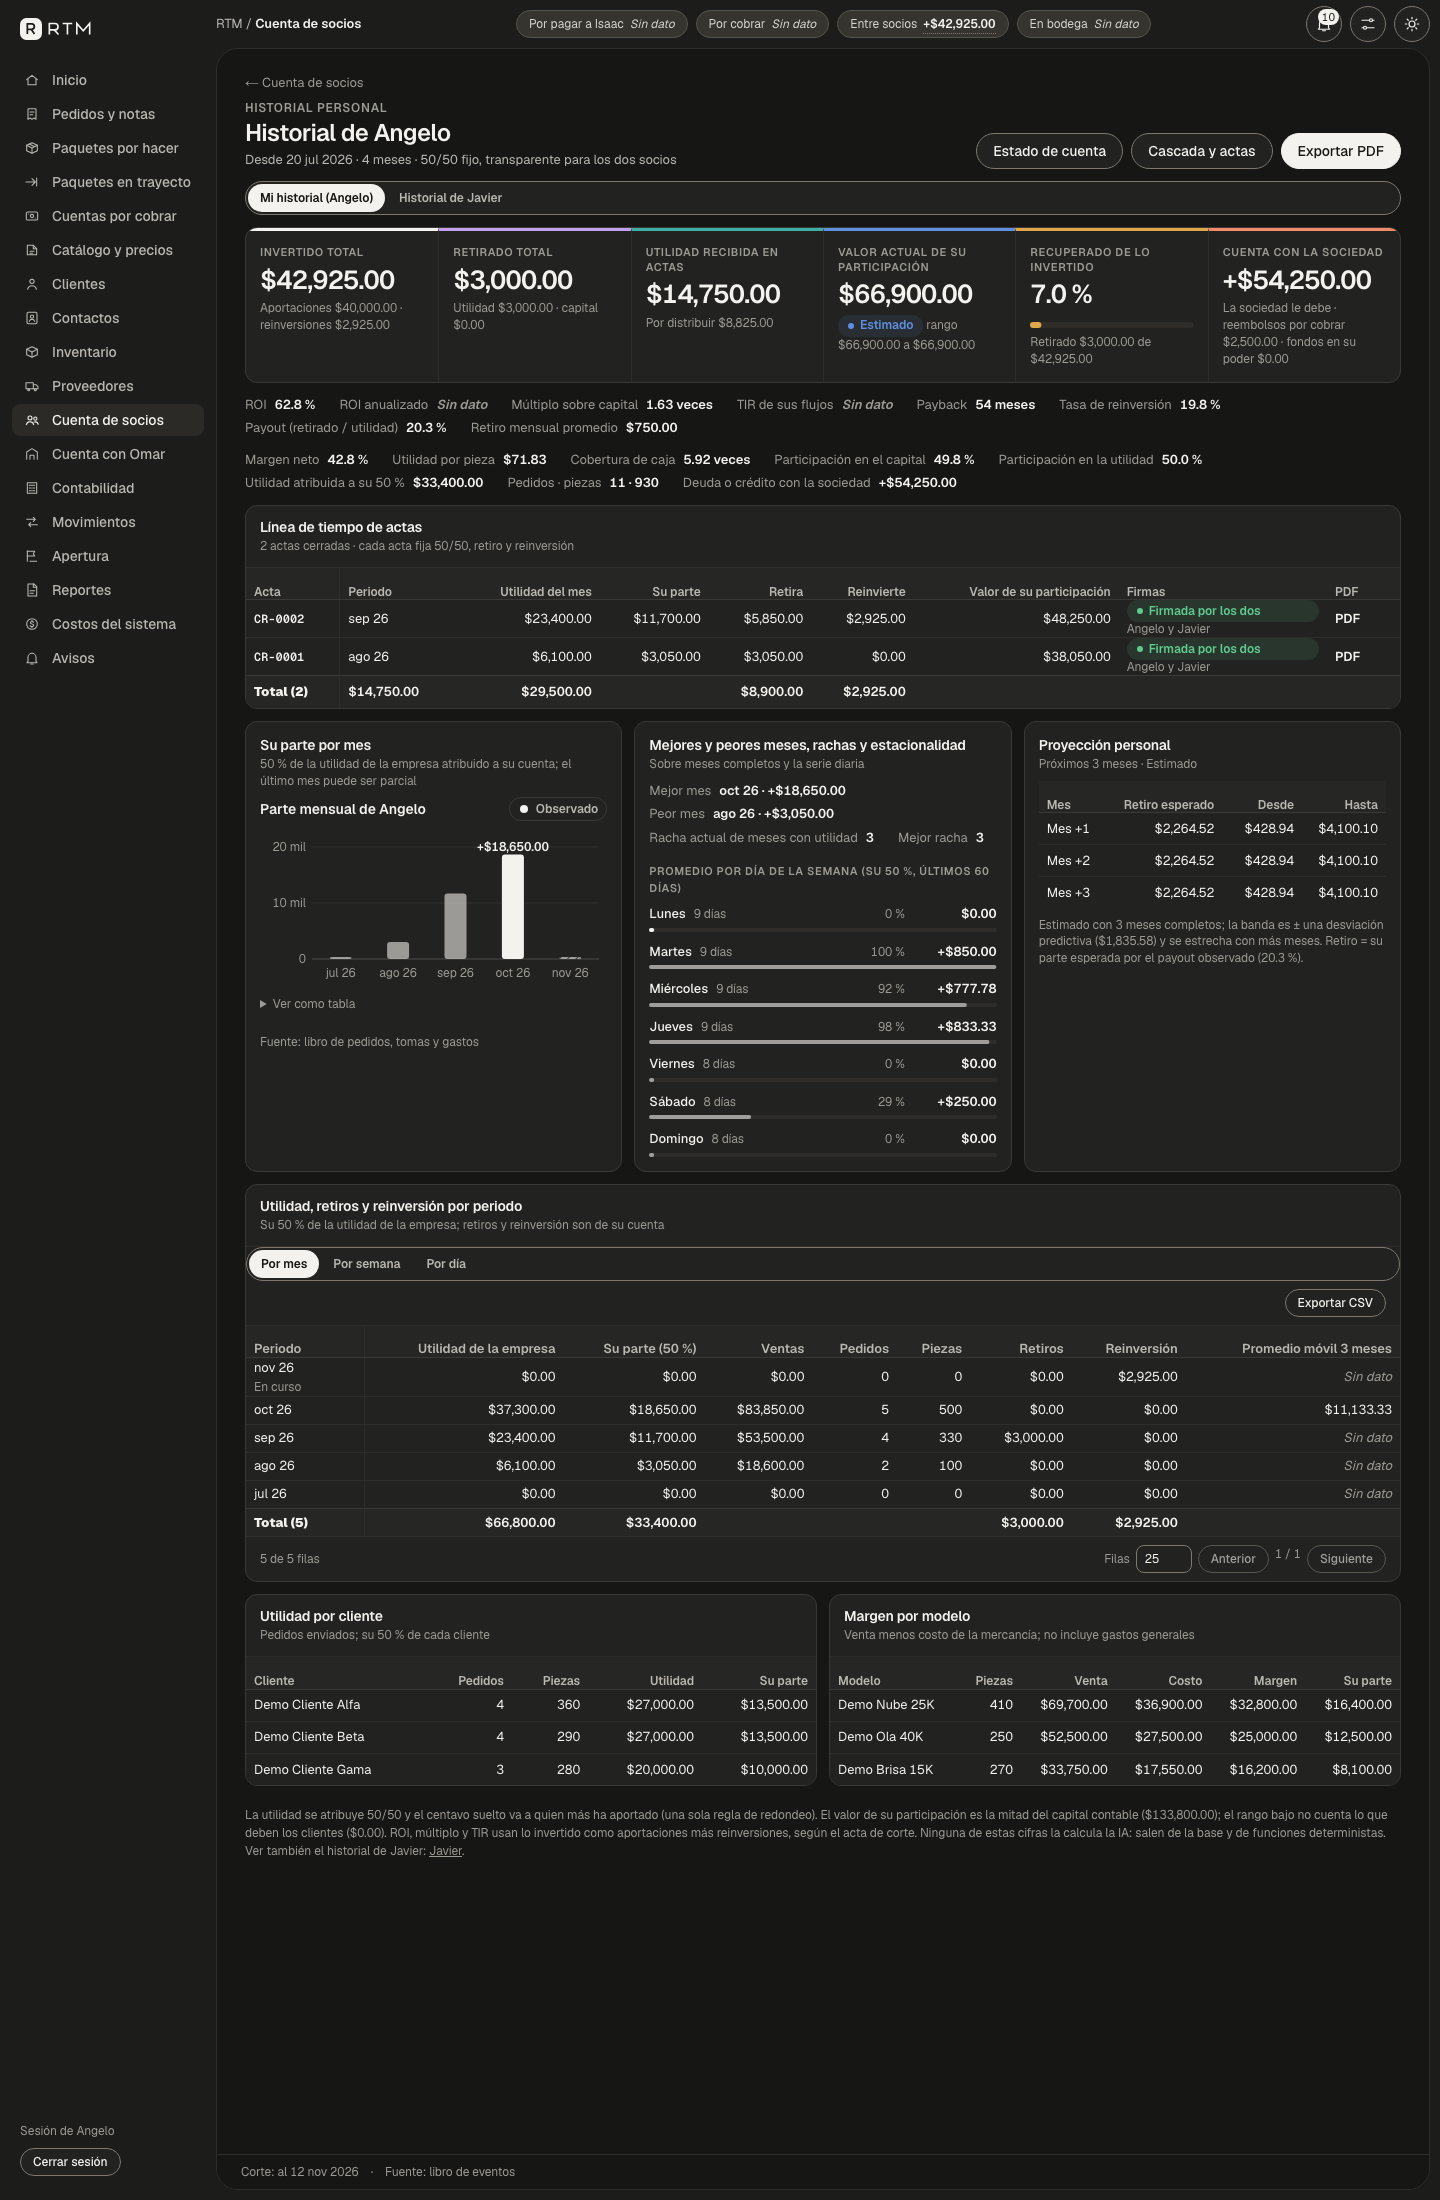 R RTM
RTM / Cuenta de socios
Por pagar a Isaac Sin dato
Por cobrar Sin dato
Entre socios +$42,925.00
En bodega Sin dato
10
Inicio
Pedidos y notas
Paquetes por hacer
Paquetes en trayecto
Cuentas por cobrar
Catálogo y precios
Clientes
Contactos
Inventario
Proveedores
Cuenta de socios
Cuenta con Omar
Contabilidad
Movimientos
Apertura
Reportes
Costos del sistema
Avisos
Sesión de Angelo
Cerrar sesión
← Cuenta de socios
HISTORIAL PERSONAL
Historial de Angelo
Desde 20 jul 2026 · 4 meses · 50/50 fijo, transparente para los dos socios
Estado de cuenta
Cascada y actas
Exportar PDF
Mi historial (Angelo) Historial de Javier
INVERTIDO TOTAL
$42,925.00
Aportaciones $40,000.00 ·
reinversiones $2,925.00
RETIRADO TOTAL
$3,000.00
Utilidad $3,000.00 · capital
$0.00
UTILIDAD RECIBIDA EN
ACTAS
$14,750.00
Por distribuir $8,825.00
VALOR ACTUAL DE SU
PARTICIPACIÓN
$66,900.00
Estimado rango
$66,900.00 a $66,900.00
RECUPERADO DE LO
INVERTIDO
7.0 %
Retirado $3,000.00 de
$42,925.00
CUENTA CON LA SOCIEDAD
+$54,250.00
La sociedad le debe ·
reembolsos por cobrar
$2,500.00 · fondos en su
poder $0.00
ROI 62.8 % ROI anualizado Sin dato Múltiplo sobre capital 1.63 veces TIR de sus flujos Sin dato Payback 54 meses Tasa de reinversión 19.8 %
Payout (retirado / utilidad) 20.3 % Retiro mensual promedio $750.00
Margen neto 42.8 % Utilidad por pieza $71.83 Cobertura de caja 5.92 veces Participación en el capital 49.8 % Participación en la utilidad 50.0 %
Utilidad atribuida a su 50 % $33,400.00 Pedidos · piezas 11 · 930 Deuda o crédito con la sociedad +$54,250.00
Línea de tiempo de actas
2 actas cerradas · cada acta fija 50/50, retiro y reinversión
Acta Periodo Utilidad del mes Su parte Retira Reinvierte Valor de su participación Firmas PDF
CR-0002 sep 26 $23,400.00 $11,700.00 $5,850.00 $2,925.00 $48,250.00 Firmada por los dos PDF
Angelo y Javier
CR-0001 ago 26 $6,100.00 $3,050.00 $3,050.00 $0.00 $38,050.00 Firmada por los dos PDF
Angelo y Javier
Total (2) $14,750.00 $29,500.00 $8,900.00 $2,925.00
Su parte por mes
50 % de la utilidad de la empresa atribuido a su cuenta; el
último mes puede ser parcial
Parte mensual de Angelo Observado
20 mil
+$18,650.00
10 mil
0
jul 26 ago 26 sep 26 oct 26 nov 26
Ver como tabla
Fuente: libro de pedidos, tomas y gastos
Mejores y peores meses, rachas y estacionalidad
Sobre meses completos y la serie diaria
Mejor mes oct 26 · +$18,650.00
Peor mes ago 26 · +$3,050.00
Racha actual de meses con utilidad 3 Mejor racha 3
PROMEDIO POR DÍA DE LA SEMANA (SU 50 %, ÚLTIMOS 60
DÍAS)
Lunes 9 días 0 % $0.00
Martes 9 días 100 % +$850.00
Miércoles 9 días 92 % +$777.78
Jueves 9 días 98 % +$833.33
Viernes 8 días 0 % $0.00
Sábado 8 días 29 % +$250.00
Domingo 8 días 0 % $0.00
Proyección personal
Próximos 3 meses · Estimado
Mes Retiro esperado Desde Hasta
Mes +1 $2,264.52 $428.94 $4,100.10
Mes +2 $2,264.52 $428.94 $4,100.10
Mes +3 $2,264.52 $428.94 $4,100.10
Estimado con 3 meses completos; la banda es ± una desviación
predictiva ($1,835.58) y se estrecha con más meses. Retiro = su
parte esperada por el payout observado (20.3 %).
Utilidad, retiros y reinversión por periodo
Su 50 % de la utilidad de la empresa; retiros y reinversión son de su cuenta
Por mes Por semana Por día
Exportar CSV
Periodo Utilidad de la empresa Su parte (50 %) Ventas Pedidos Piezas Retiros Reinversión Promedio móvil 3 meses
nov 26
En curso $0.00 $0.00 $0.00 0 0 $0.00 $2,925.00 Sin dato
oct 26 $37,300.00 $18,650.00 $83,850.00 5 500 $0.00 $0.00 $11,133.33
sep 26 $23,400.00 $11,700.00 $53,500.00 4 330 $3,000.00 $0.00 Sin dato
ago 26 $6,100.00 $3,050.00 $18,600.00 2 100 $0.00 $0.00 Sin dato
jul 26 $0.00 $0.00 $0.00 0 0 $0.00 $0.00 Sin dato
Total (5) $66,800.00 $33,400.00 $3,000.00 $2,925.00
5 de 5 filas Filas 25 Anterior 1 / 1 Siguiente
Utilidad por cliente
Pedidos enviados; su 50 % de cada cliente
Cliente Pedidos Piezas Utilidad Su parte
Demo Cliente Alfa 4 360 $27,000.00 $13,500.00
Demo Cliente Beta 4 290 $27,000.00 $13,500.00
Demo Cliente Gama 3 280 $20,000.00 $10,000.00
Margen por modelo
Venta menos costo de la mercancía; no incluye gastos generales
Modelo Piezas Venta Costo Margen Su parte
Demo Nube 25K 410 $69,700.00 $36,900.00 $32,800.00 $16,400.00
Demo Ola 40K 250 $52,500.00 $27,500.00 $25,000.00 $12,500.00
Demo Brisa 15K 270 $33,750.00 $17,550.00 $16,200.00 $8,100.00
La utilidad se atribuye 50/50 y el centavo suelto va a quien más ha aportado (una sola regla de redondeo). El valor de su participación es la mitad del capital contable ($133,800.00); el rango bajo no cuenta lo que
deben los clientes ($0.00). ROI, múltiplo y TIR usan lo invertido como aportaciones más reinversiones, según el acta de corte. Ninguna de estas cifras la calcula la IA: salen de la base y de funciones deterministas.
Ver también el historial de Javier: Javier.
Corte: al 12 nov 2026 · Fuente: libro de eventos